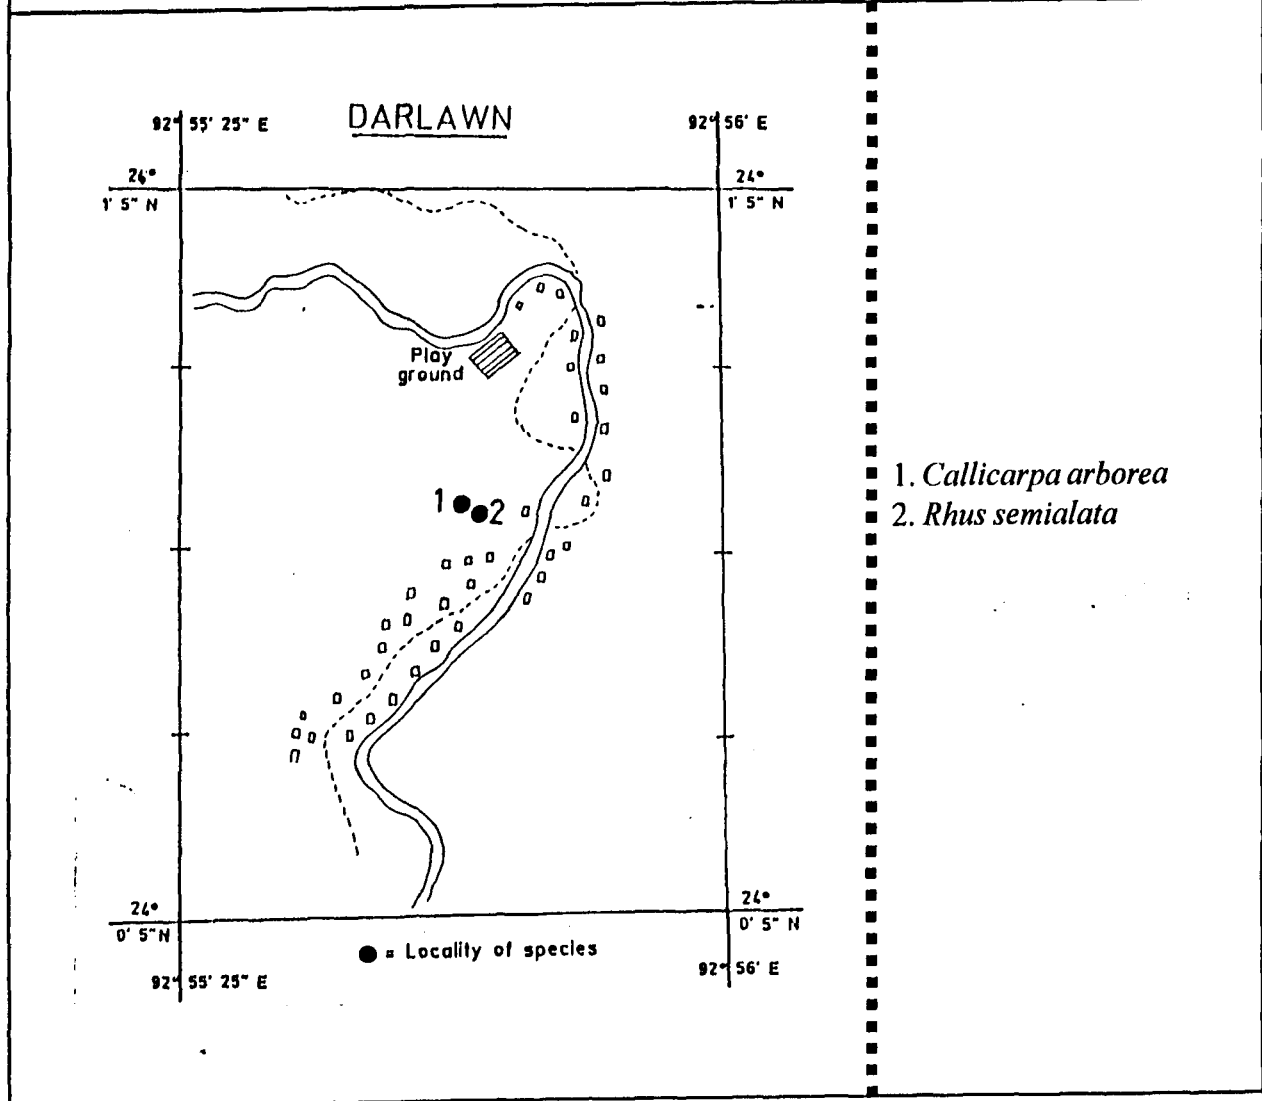 DARLAWN
92° 55' 25" E
92° 56' E
24°
1' 5" N
24°
1' 5" N
Play
ground
1
2
1. Callicarpa arborea
2. Rhus semialata
24°
0' 5" N
24°
0' 5" N
= Locality of species
92° 55' 25" E
92° 56' E